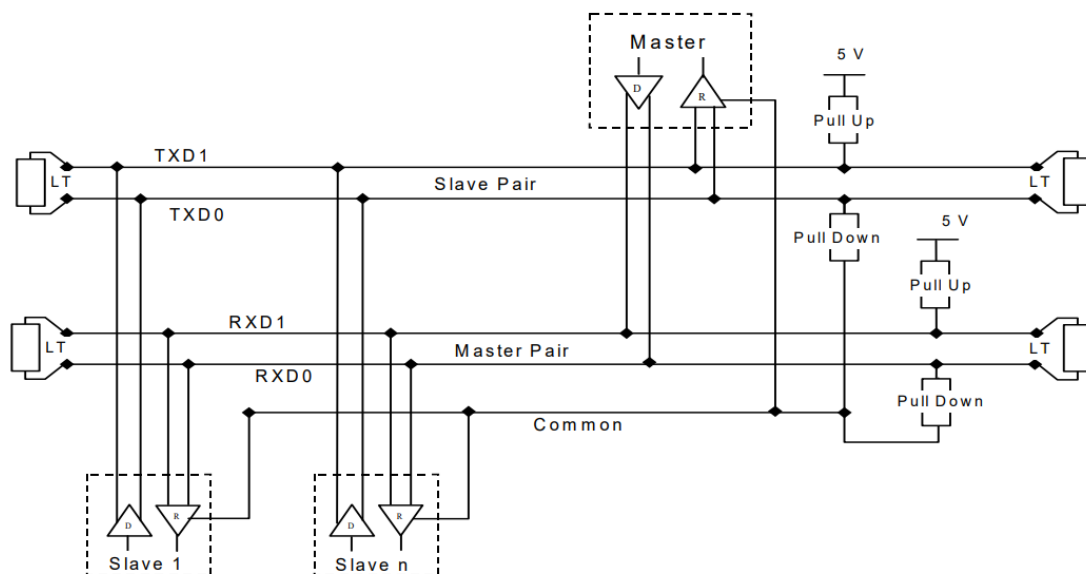 Master
5 V
D
R
Pull Up
TXD1
LT
Slave Pair
LT
TXD0
Pull Down
5 V
Pull Up
RXD1
LT
Master Pair
LT
RXD0
Pull Down
Common
D
R
D
R
Slave 1
Slave n